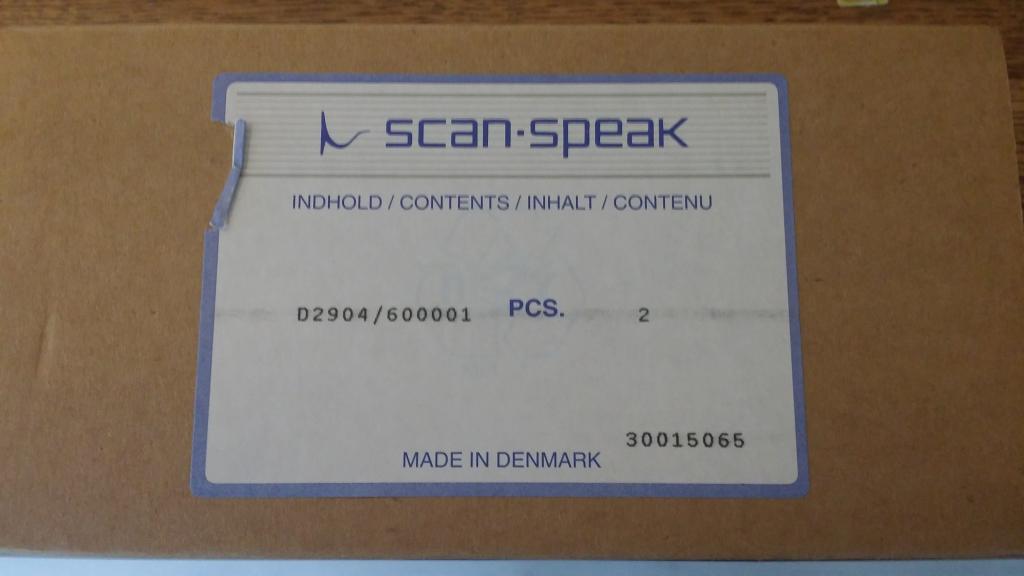 scan·speak
INDHOLD / CONTENTS / INHALT / CONTENU
D2904/600001 PCS. 2
30015065
MADE IN DENMARK